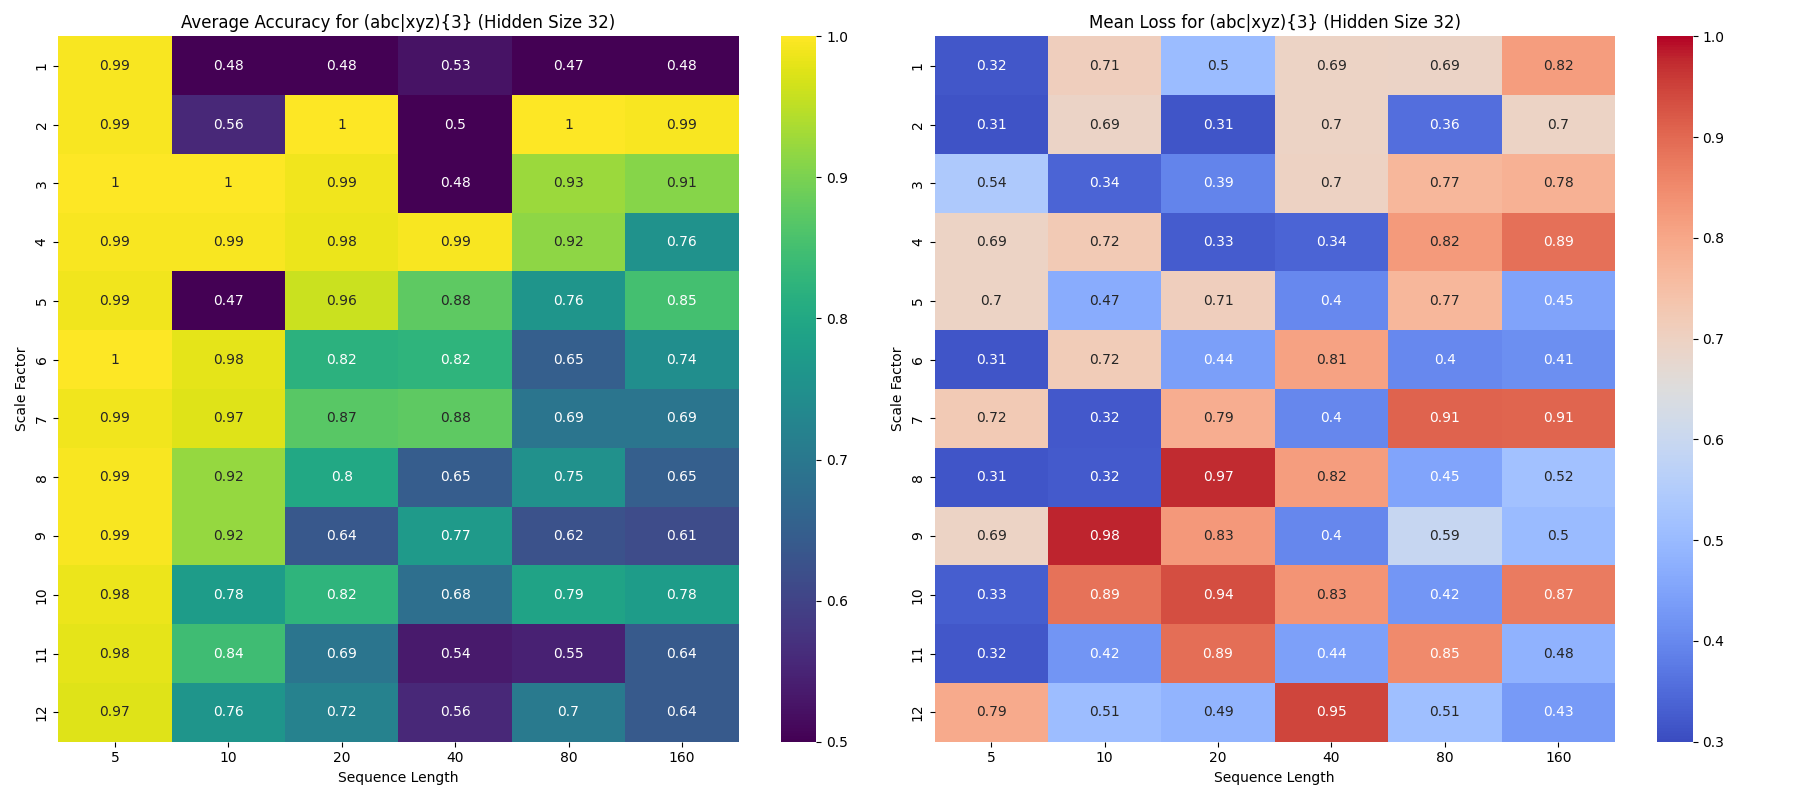 Average Accuracy for (abc|xyz){3} (Hidden Size 32)
Scale Factor
1 0.99 0.48 0.48 0.53 0.47 0.48
2 0.99 0.56 1 0.5 1 0.99
3 1 1 0.99 0.48 0.93 0.91
4 0.99 0.99 0.98 0.99 0.92 0.76
5 0.99 0.47 0.96 0.88 0.76 0.85
6 1 0.98 0.82 0.82 0.65 0.74
7 0.99 0.97 0.87 0.88 0.69 0.69
8 0.99 0.92 0.8 0.65 0.75 0.65
9 0.99 0.92 0.64 0.77 0.62 0.61
10 0.98 0.78 0.82 0.68 0.79 0.78
11 0.98 0.84 0.69 0.54 0.55 0.64
12 0.97 0.76 0.72 0.56 0.7 0.64
5 10 20 40 80 160
Sequence Length
1.0
0.9
0.8
0.7
0.6
0.5
Mean Loss for (abc|xyz){3} (Hidden Size 32)
Scale Factor
1 0.32 0.71 0.5 0.69 0.69 0.82
2 0.31 0.69 0.31 0.7 0.36 0.7
3 0.54 0.34 0.39 0.7 0.77 0.78
4 0.69 0.72 0.33 0.34 0.82 0.89
5 0.7 0.47 0.71 0.4 0.77 0.45
6 0.31 0.72 0.44 0.81 0.4 0.41
7 0.72 0.32 0.79 0.4 0.91 0.91
8 0.31 0.32 0.97 0.82 0.45 0.52
9 0.69 0.98 0.83 0.4 0.59 0.5
10 0.33 0.89 0.94 0.83 0.42 0.87
11 0.32 0.42 0.89 0.44 0.85 0.48
12 0.79 0.51 0.49 0.95 0.51 0.43
5 10 20 40 80 160
Sequence Length
1.0
0.9
0.8
0.7
0.6
0.5
0.4
0.3